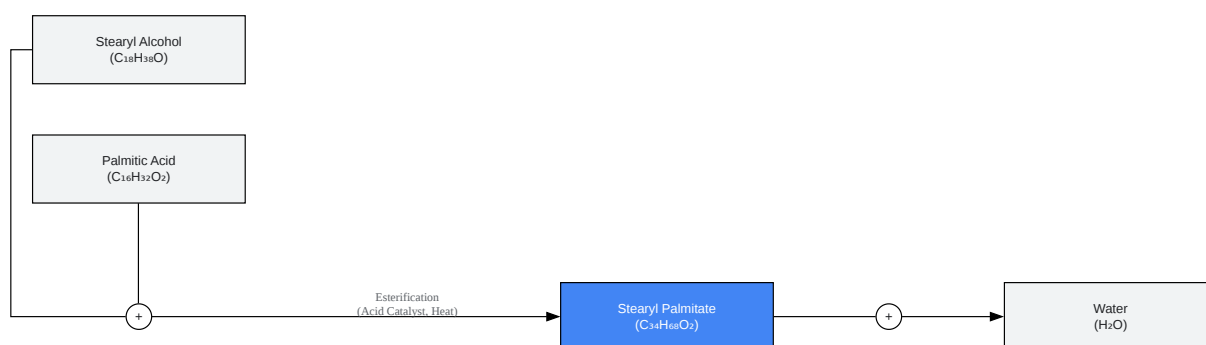 Stearyl Alcohol
(C₁₈H₃₈O)
Palmitic Acid
(C₁₆H₃₂O₂)
+
Esterification
(Acid Catalyst, Heat)
Stearyl Palmitate
(C₃₄H₆₈O₂)
+
Water
(H₂O)